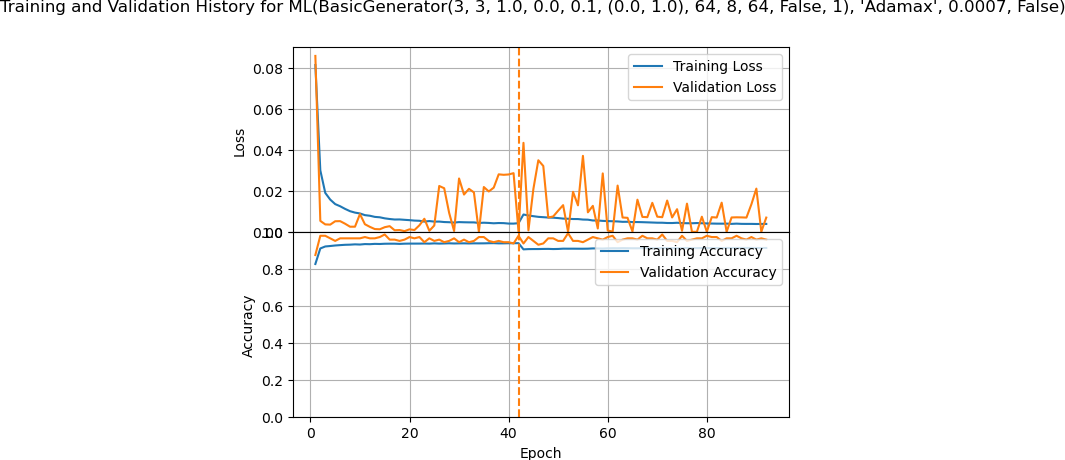 Training and Validation History for ML(BasicGenerator(3, 3, 1.0, 0.0, 0.1, (0.0, 1.0), 64, 8, 64, False, 1), 'Adamax', 0.0007, False)
Training Loss
Validation Loss
0.08
0.06
0.04
0.02
0.00
Loss
1.0
Training Accuracy
Validation Accuracy
0.8
0.6
0.4
0.2
0.0
Accuracy
0 20 40 60 80
Epoch